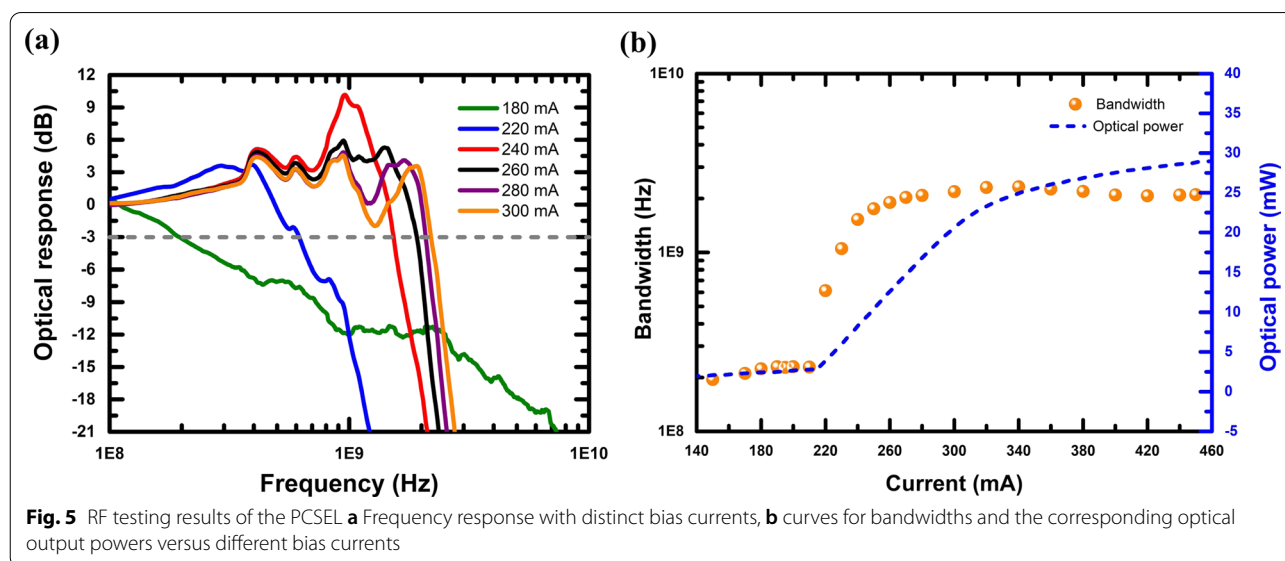 (a)
12
9
6
3
0
-3
-6
-9
-12
-15
-18
-21
Optical response (dB)
180 mA
220 mA
240 mA
260 mA
280 mA
300 mA
1E8
1E9
1E10
Frequency (Hz)
(b)
1E10
1E9
1E8
Bandwidth (Hz)
Bandwidth
Optical power
40
35
30
25
20
15
10
5
0
-5
Optical power (mW)
140 180 220 260 300 340 380 420 460
Current (mA)
Fig. 5 RF testing results of the PCSEL a Frequency response with distinct bias currents, b curves for bandwidths and the corresponding optical
output powers versus different bias currents